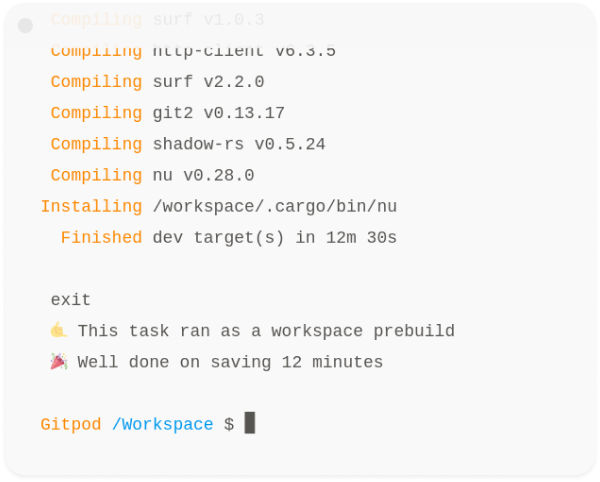 Compiling surf v1.0.3
Compiling http-client v6.3.5
Compiling surf v2.2.0
Compiling git2 v0.13.17
Compiling shadow-rs v0.5.24
Compiling nu v0.28.0
Installing /workspace/.cargo/bin/nu
Finished dev target(s) in 12m 30s
exit
🤙 This task ran as a workspace prebuild
🎉 Well done on saving 12 minutes
Gitpod /Workspace $